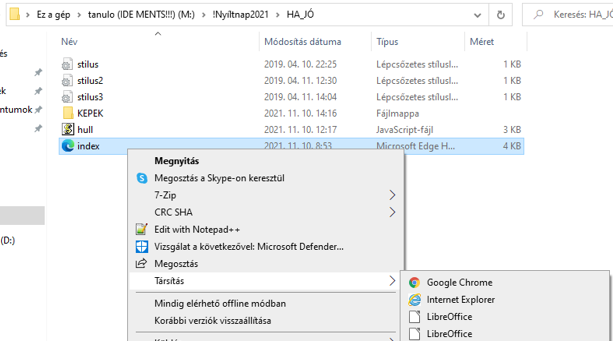 Ez a gép > tanulo (IDE MENTS!!!) (M:) > !Nyíltnap2021 > HA_JÓ
Keresés: HA_JÓ
Név Módosítás dátuma Típus Méret
stilus 2019. 04. 10. 22:25 Lépcsőzetes stílusl... 1 KB
stilus2 2019. 04. 11. 12:30 Lépcsőzetes stílusl... 1 KB
stilus3 2019. 04. 11. 14:04 Lépcsőzetes stílusl... 1 KB
KEPEK 2021. 11. 10. 14:16 Fájlmappa
hull 2021. 11. 10. 12:17 JavaScript-fájl 3 KB
index 2021. 11. 10. 8:53 Microsoft Edge H... 4 KB
(D:)
Megnyitás
Megosztás a Skype-on keresztül
7-Zip
CRC SHA
Edit with Notepad++
Vizsgálat a következővel: Microsoft Defender...
Megosztás
Társítás
Mindig elérhető offline módban
Korábbi verziók visszaállítása
Google Chrome
Internet Explorer
LibreOffice
LibreOffice